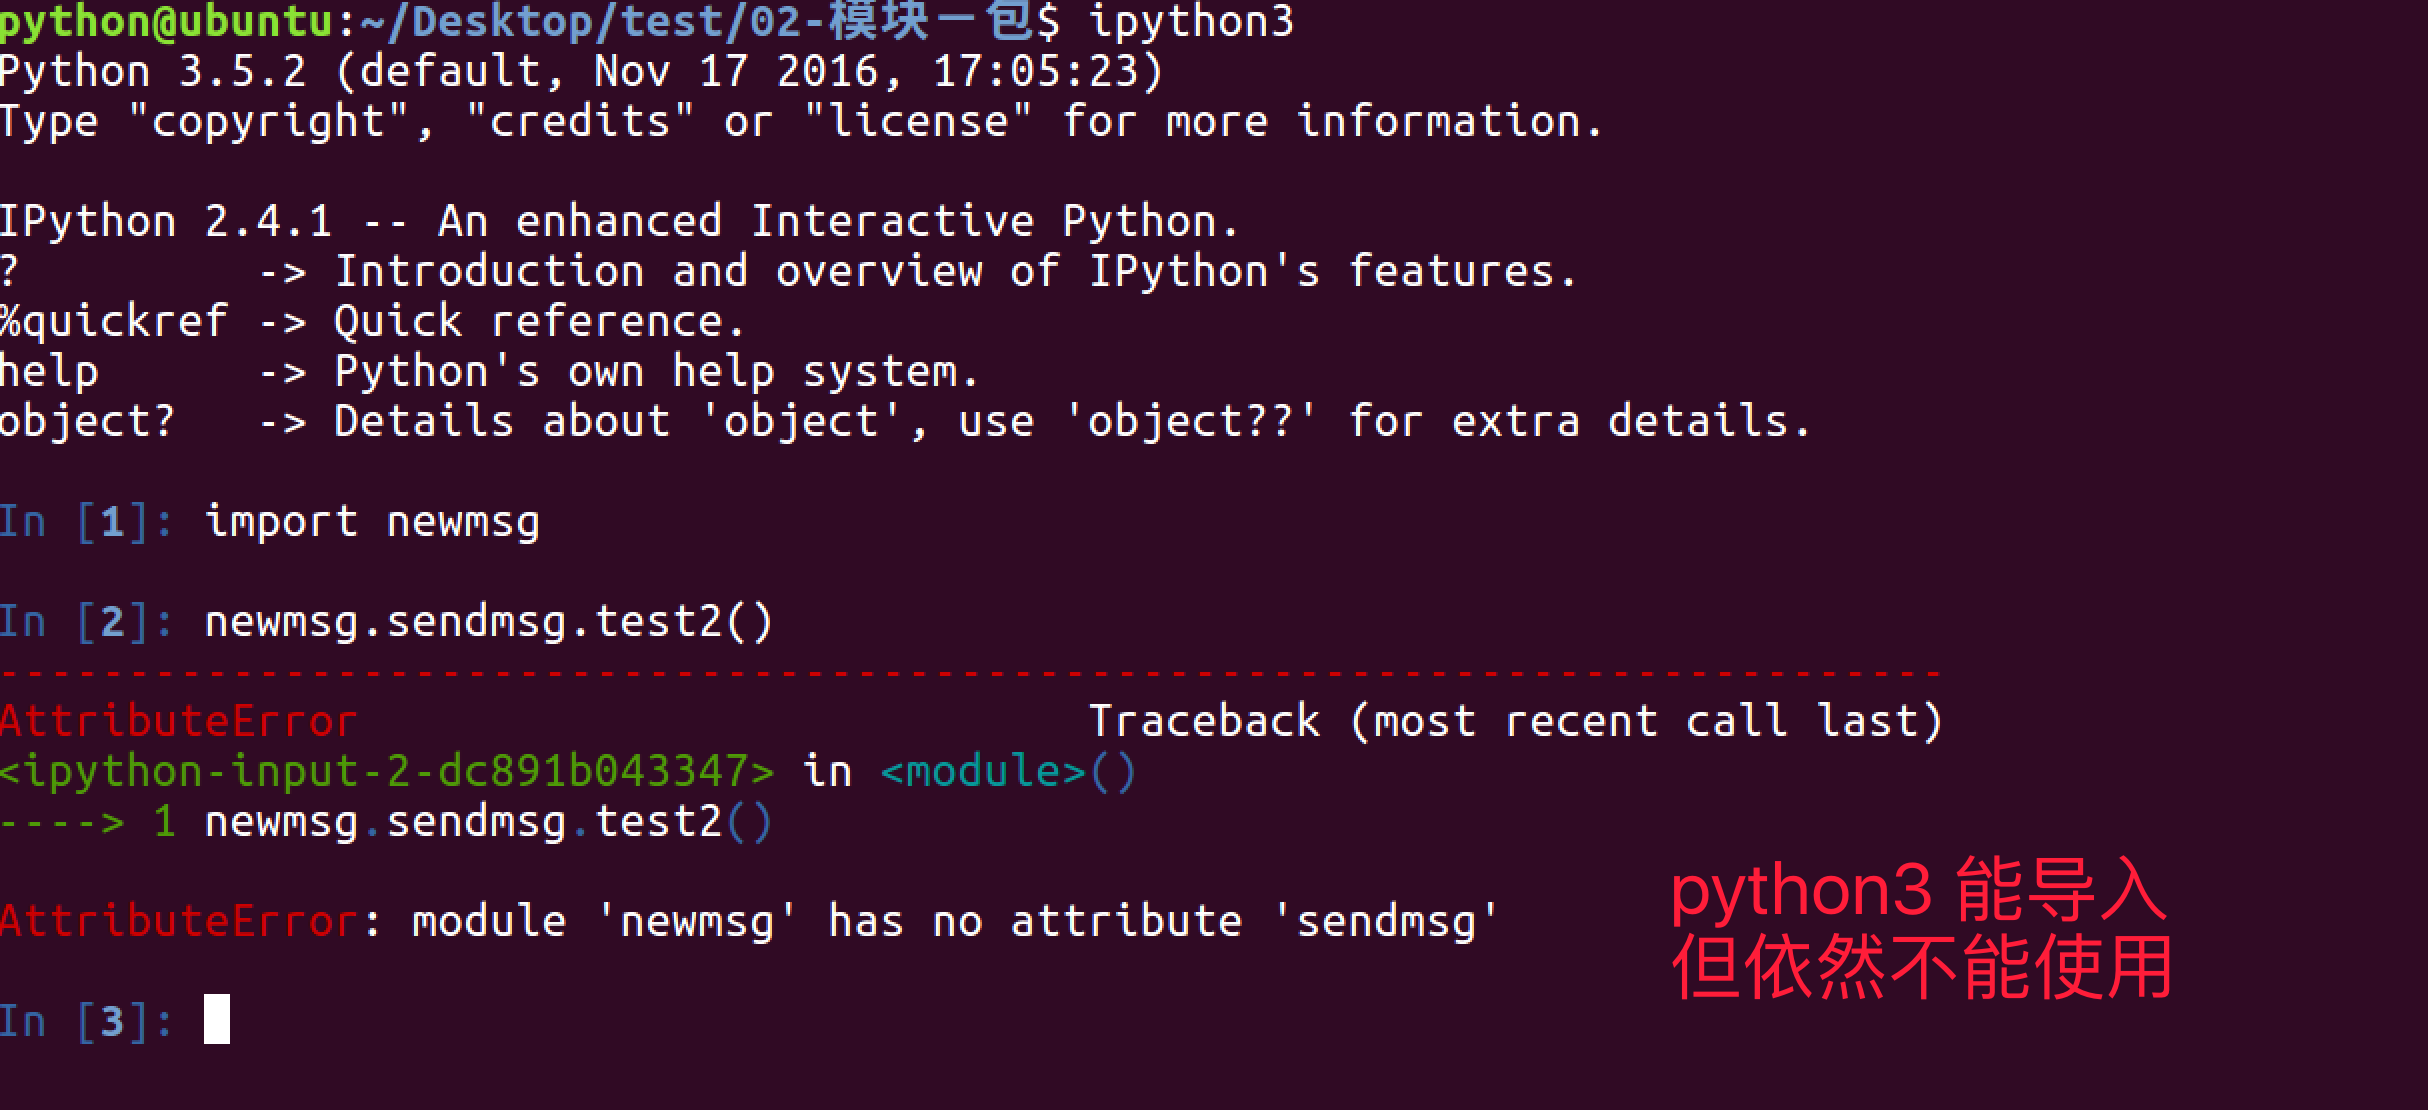 python@ubuntu:~/Desktop/test/02-模块－包$ ipython3
Python 3.5.2 (default, Nov 17 2016, 17:05:23)
Type "copyright", "credits" or "license" for more information.
IPython 2.4.1 -- An enhanced Interactive Python.
?         -> Introduction and overview of IPython's features.
%quickref -> Quick reference.
help      -> Python's own help system.
object?   -> Details about 'object', use 'object??' for extra details.
In [1]: import newmsg
In [2]: newmsg.sendmsg.test2()
---------------------------------------------------------------------------
AttributeError                            Traceback (most recent call last)
<ipython-input-2-dc891b043347> in <module>()
----> 1 newmsg.sendmsg.test2()
AttributeError: module 'newmsg' has no attribute 'sendmsg'
python3 能导入
但依然不能使用
In [3]: